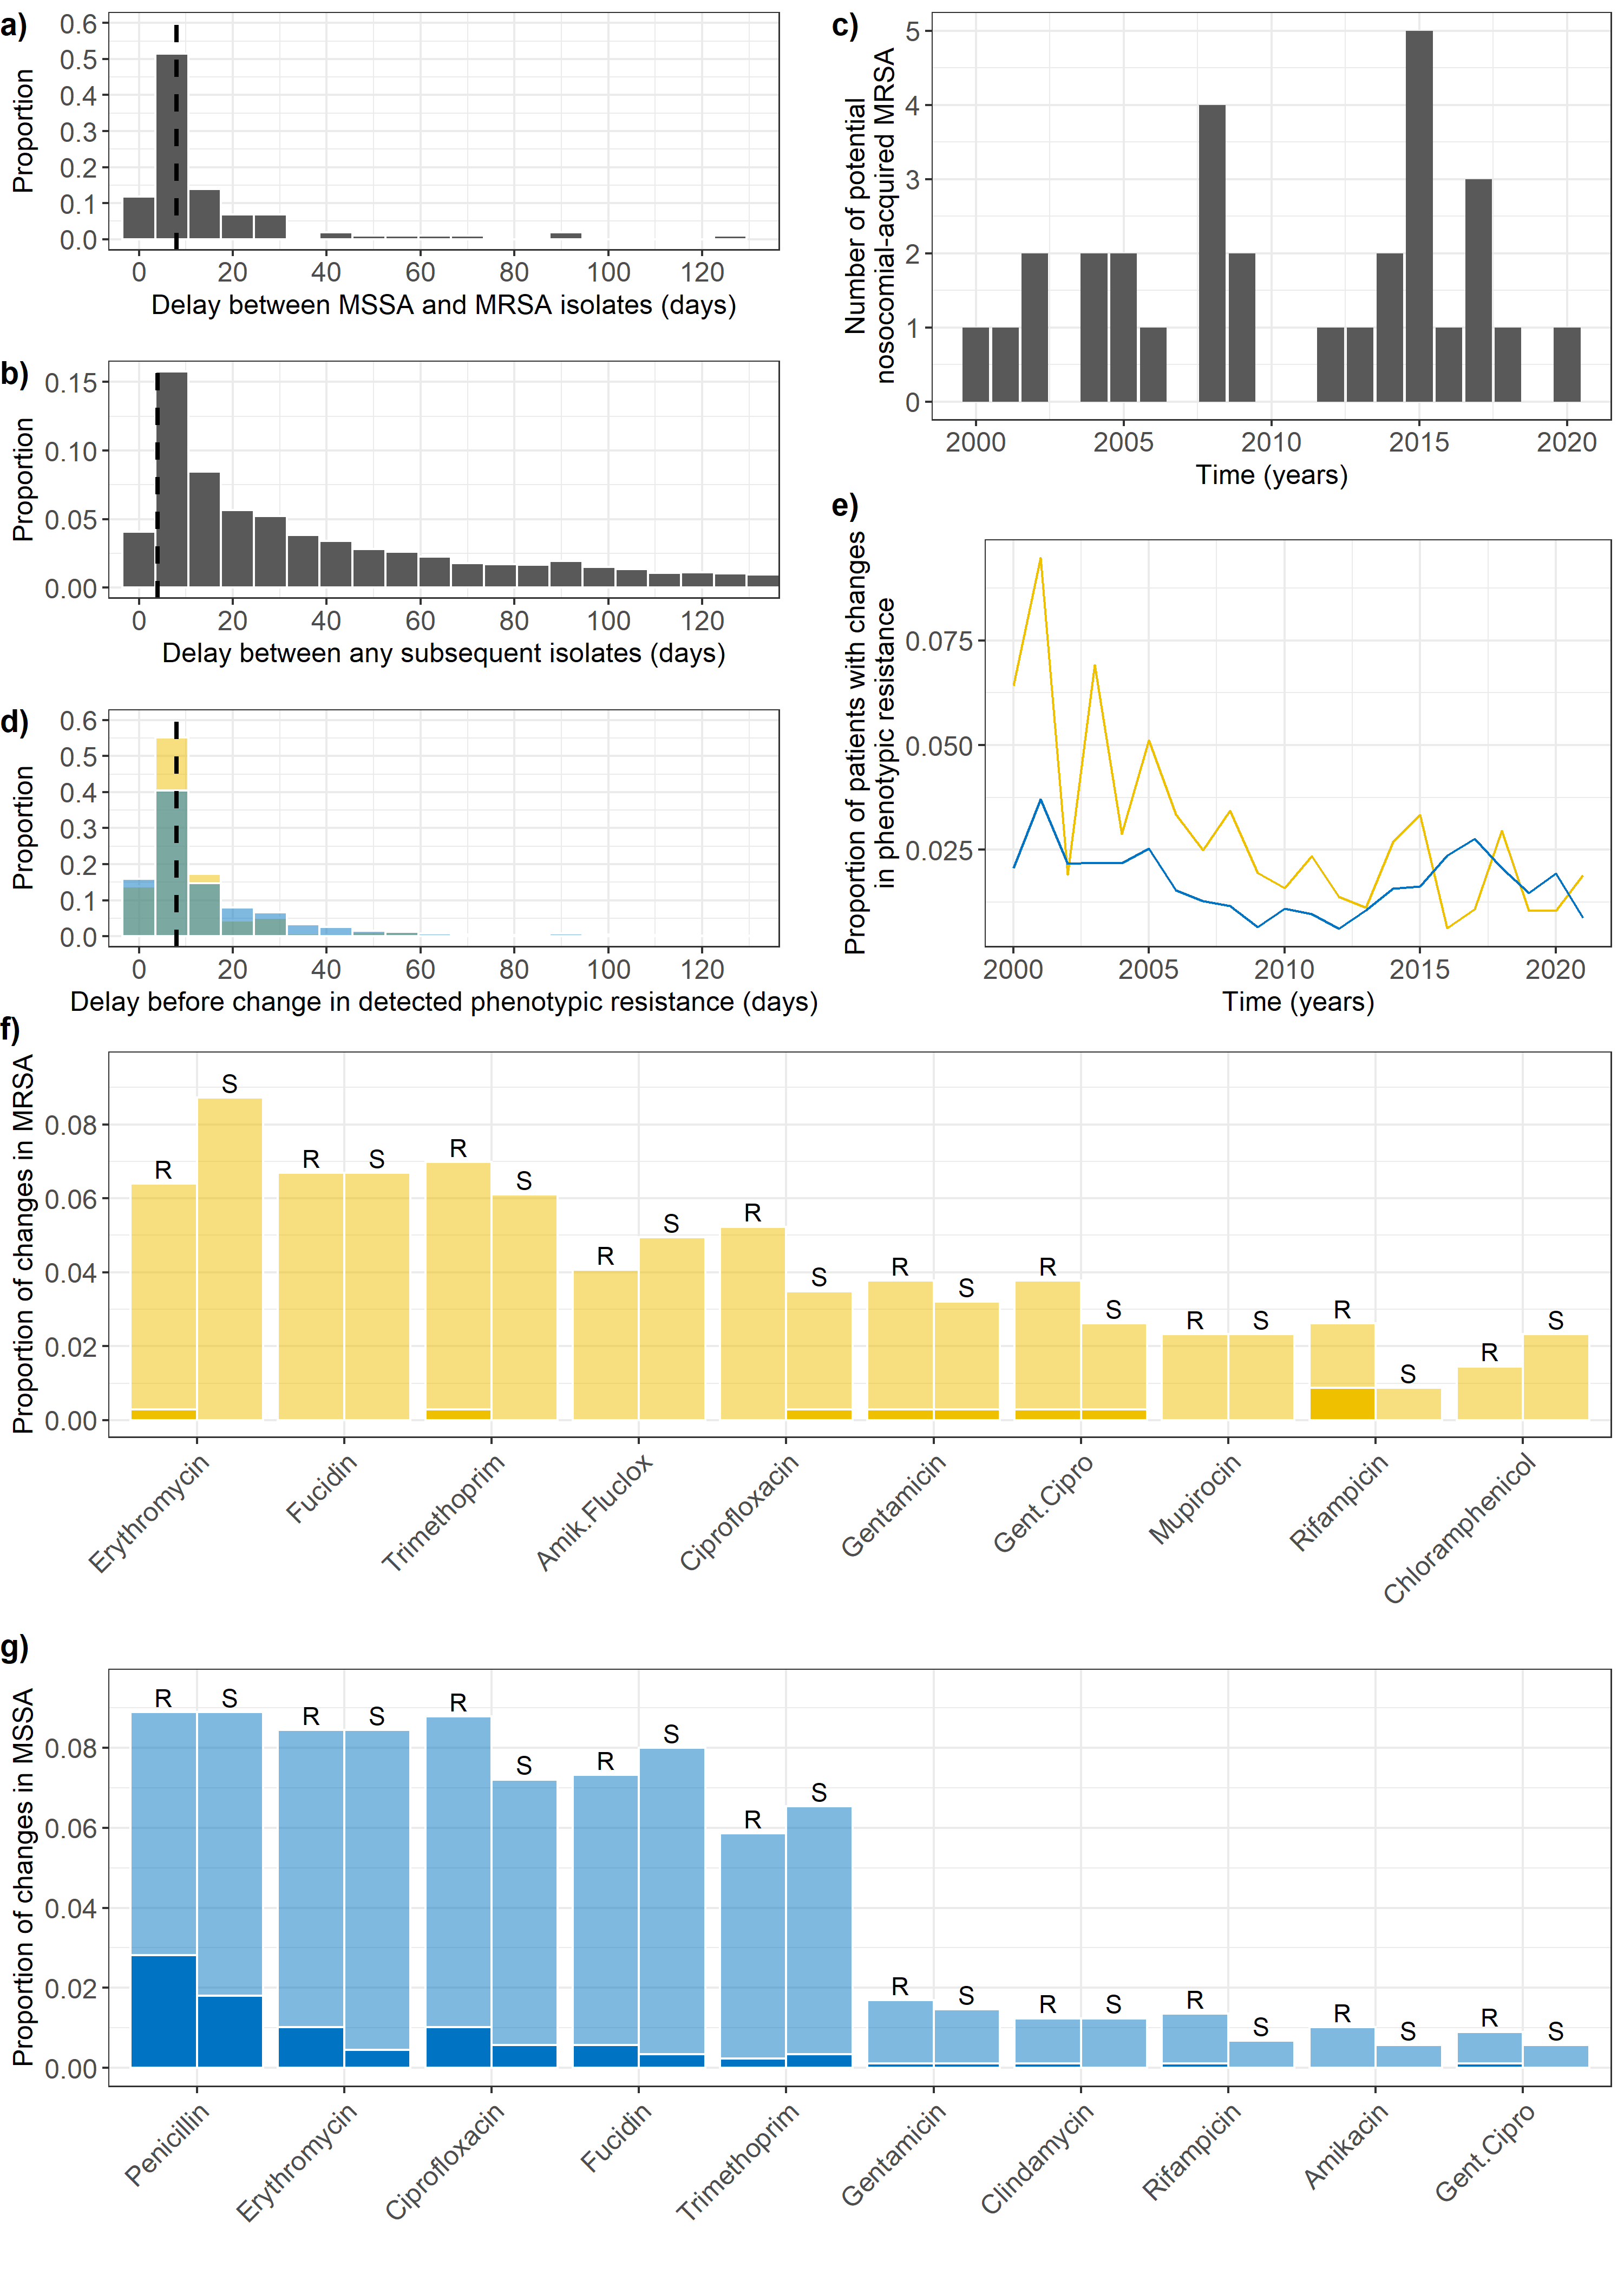 a)
Proportion
0.6
0.5
0.4
0.3
0.2
0.1
0.0
0 20 40 60 80 100 120
Delay between MSSA and MRSA isolates (days)
b)
Proportion
0.15
0.10
0.05
0.00
0 20 40 60 80 100 120
Delay between any subsequent isolates (days)
d)
Proportion
0.6
0.5
0.4
0.3
0.2
0.1
0.0
0 20 40 60 80 100 120
Delay before change in detected phenotypic resistance (days)
c)
Number of potential
nosocomial-acquired MRSA
5
4
3
2
1
0
2000 2005 2010 2015 2020
Time (years)
e)
Proportion of patients with changes
in phenotypic resistance
0.075
0.050
0.025
2000 2005 2010 2015 2020
Time (years)
f)
Proportion of changes in MRSA
0.08
0.06
0.04
0.02
0.00
R S R S R S R S R S R S R S R S R S R S
Erythromycin
Fucidin
Trimethoprim
Amik.Fluclox
Ciprofloxacin
Gentamicin
Gent.Cipro
Mupirocin
Rifampicin
Chloramphenicol
g)
Proportion of changes in MSSA
0.08
0.06
0.04
0.02
0.00
R S R S R S R S R S R S R S R S R S R S
Penicillin
Erythromycin
Ciprofloxacin
Fucidin
Trimethoprim
Gentamicin
Clindamycin
Rifampicin
Amikacin
Gent.Cipro